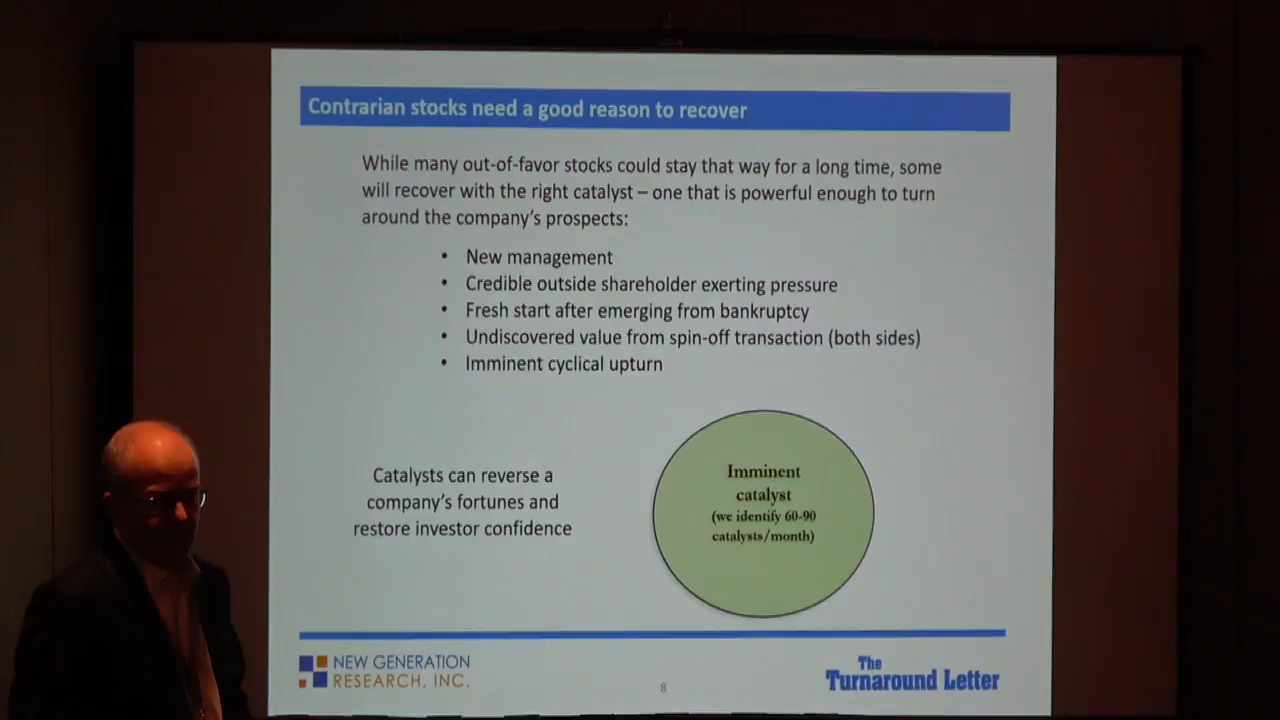 Contrarian stocks need a good reason to recover
While many out-of-favor stocks could stay that way for a long time, some
will recover with the right catalyst – one that is powerful enough to turn
around the company's prospects:
• New management
• Credible outside shareholder exerting pressure
• Fresh start after emerging from bankruptcy
• Undiscovered value from spin-off transaction (both sides)
• Imminent cyclical upturn
Catalysts can reverse a
company's fortunes and
restore investor confidence
Imminent
catalyst
(we identify 60-90
catalysts/month)
NEW GENERATION
RESEARCH, INC.
8
The
Turnaround Letter